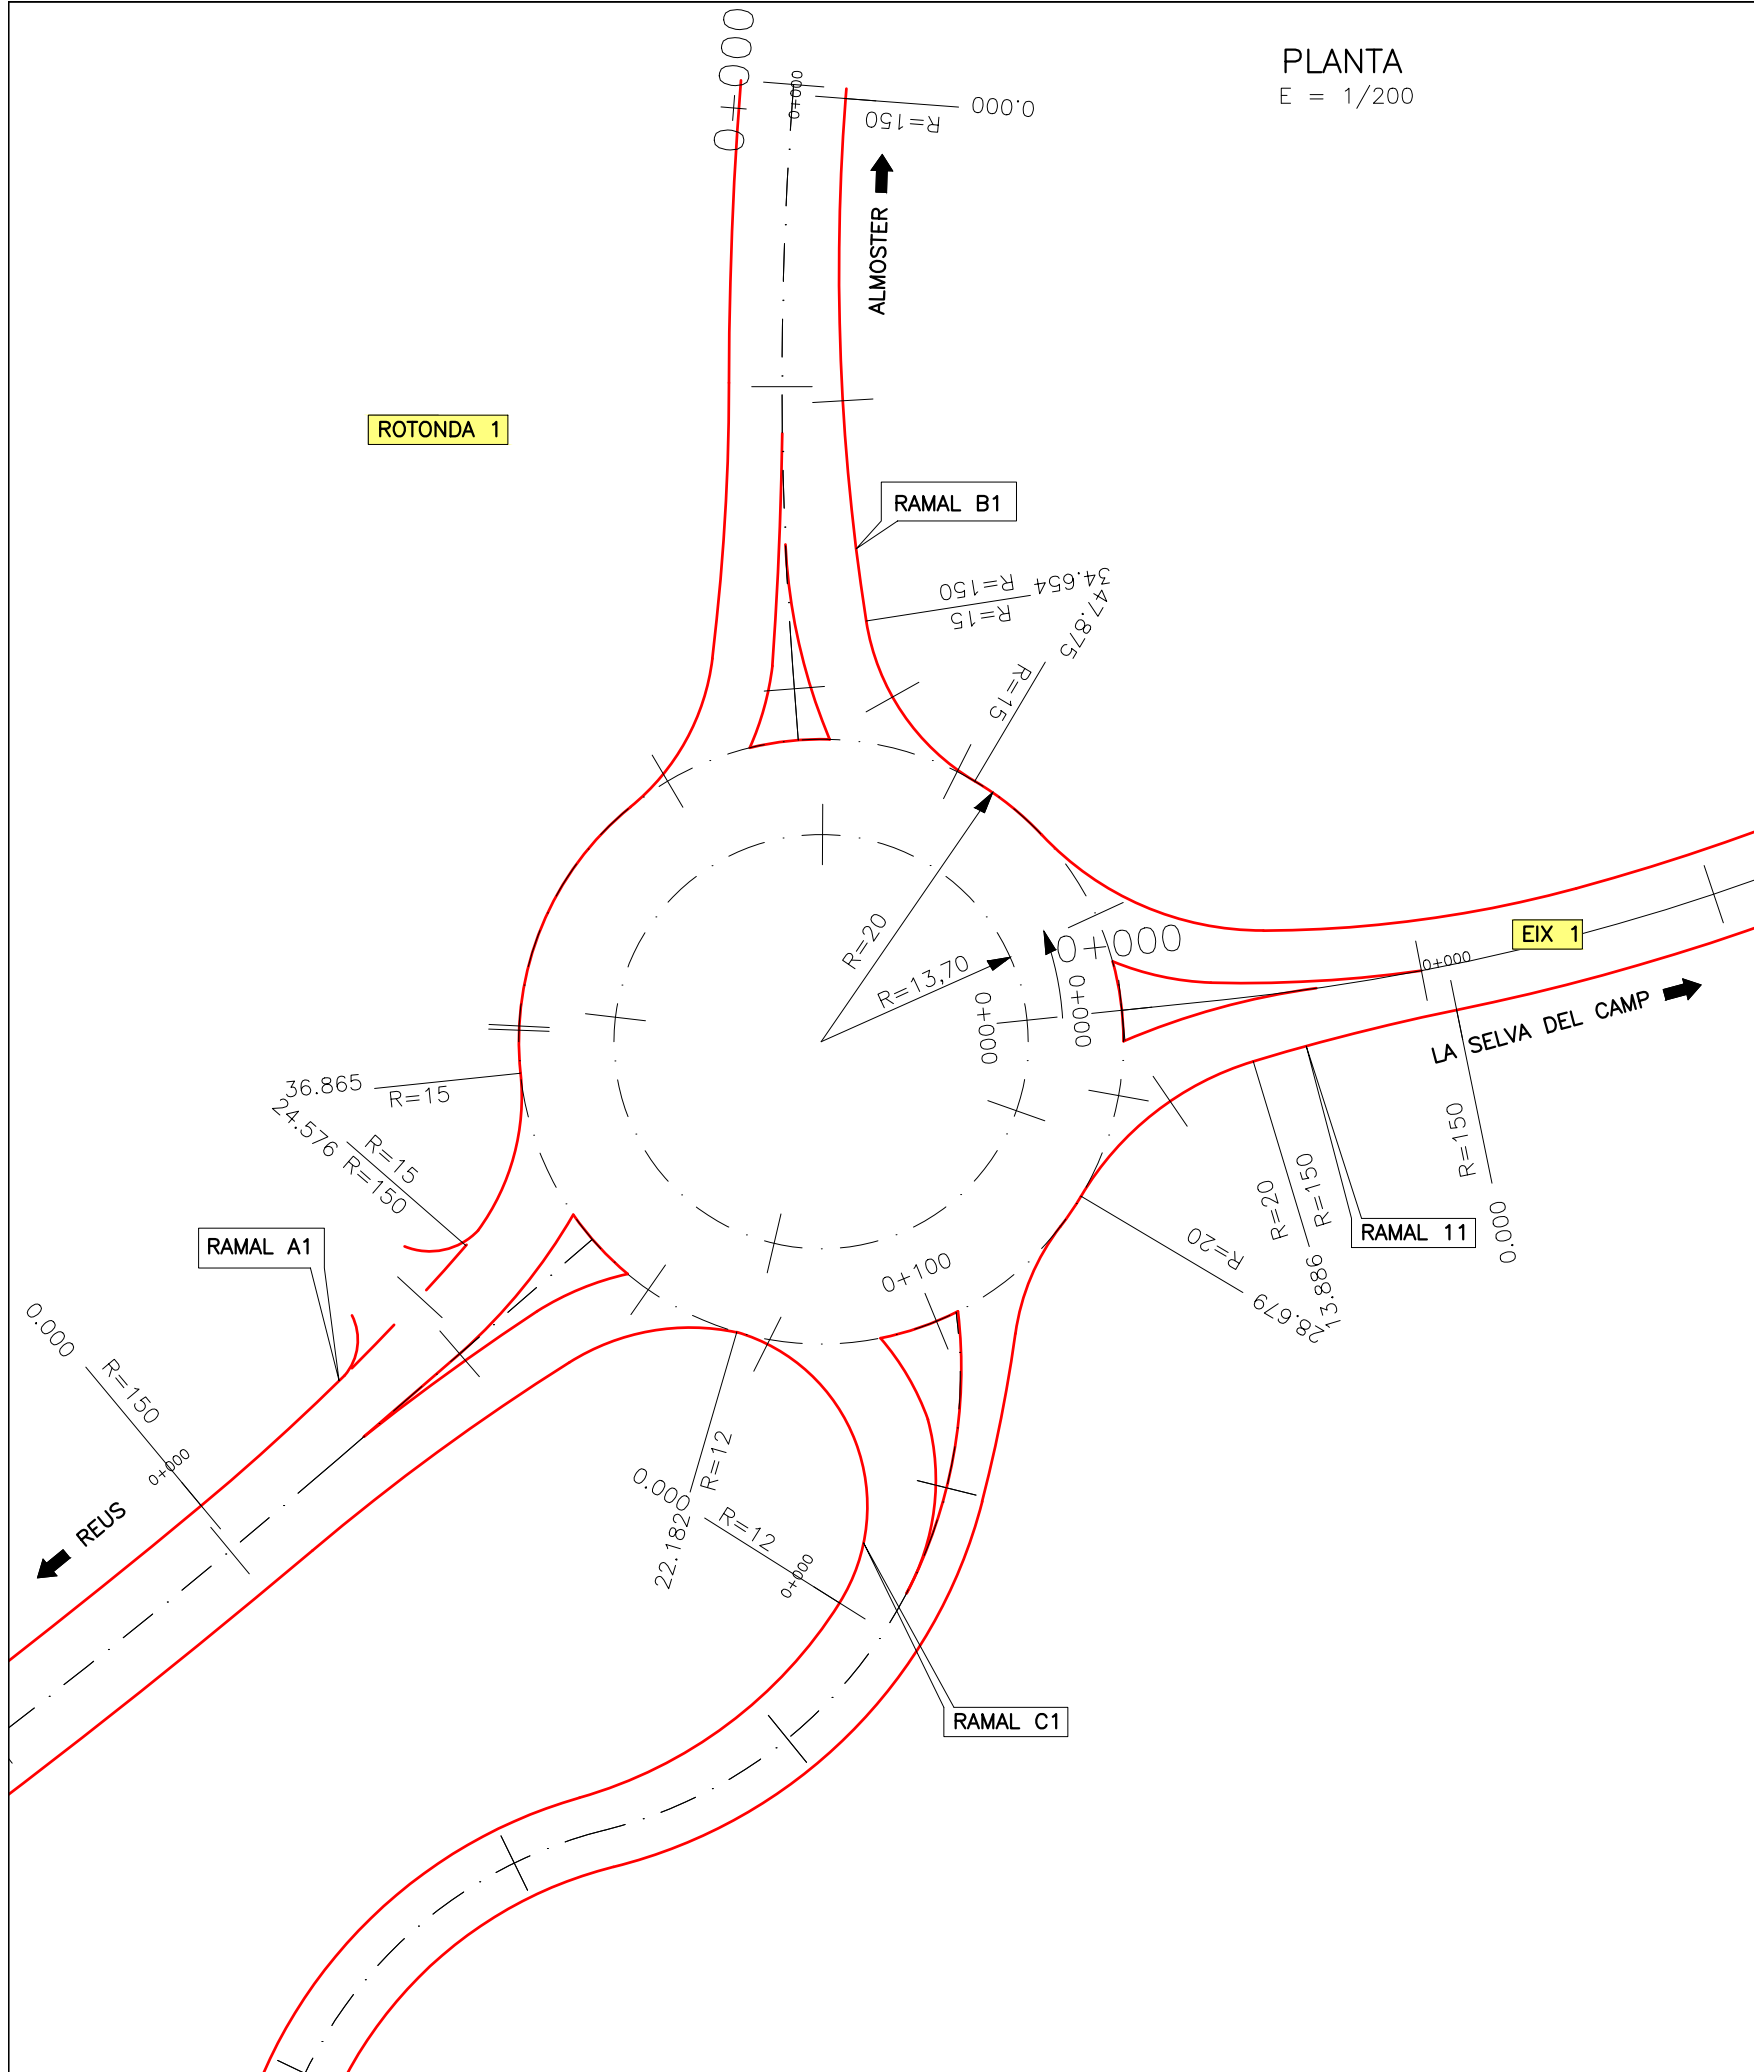 PLANTA
E = 1/200
0+000
0+000
0.000
R=150
ALMOSTER
ROTONDA 1
RAMAL B1
R=150
34.654
R=15
47.875
R=15
R=20
R=13,70
0+000
0+000
0+000
EIX 1
0+000
LA SELVA DEL CAMP
36.865
R=15
24.576
R=15
R=150
RAMAL A1
0.000
R=150
0+000
REUS
0+100
R=20
28.679
R=20
R=150
13.886
RAMAL 11
R=150
0.000
R=12
22.182
0.000
R=12
0+000
RAMAL C1